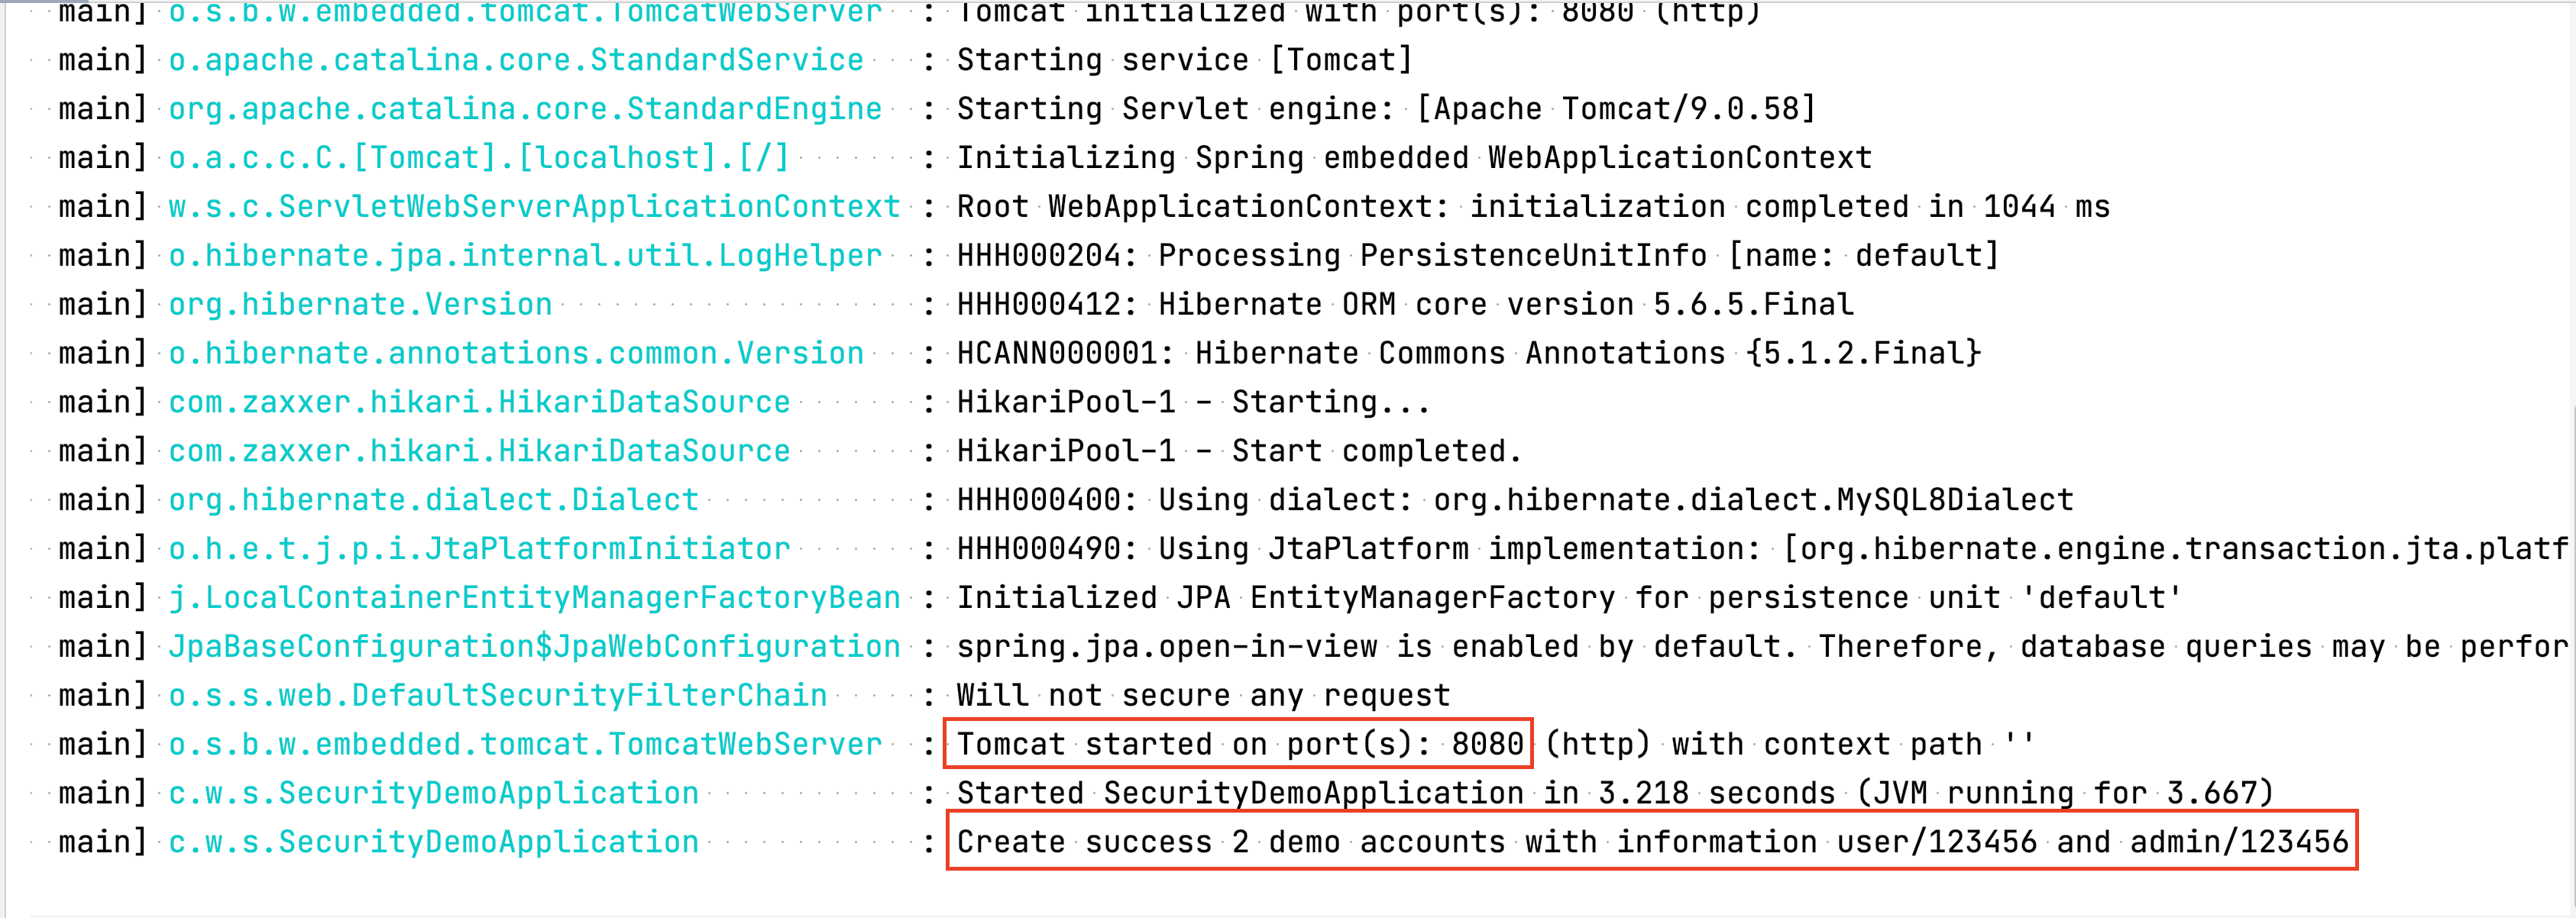 main] o.s.b.w.embedded.tomcat.TomcatWebServer : Tomcat initialized with port(s): 8080 (http)
main] o.apache.catalina.core.StandardService : Starting service [Tomcat]
main] org.apache.catalina.core.StandardEngine : Starting Servlet engine: [Apache Tomcat/9.0.58]
main] o.a.c.c.C.[Tomcat].[localhost].[/] : Initializing Spring embedded WebApplicationContext
main] w.s.c.ServletWebServerApplicationContext : Root WebApplicationContext: initialization completed in 1044 ms
main] o.hibernate.jpa.internal.util.LogHelper : HHH000204: Processing PersistenceUnitInfo [name: default]
main] org.hibernate.Version : HHH000412: Hibernate ORM core version 5.6.5.Final
main] o.hibernate.annotations.common.Version : HCANN000001: Hibernate Commons Annotations {5.1.2.Final}
main] com.zaxxer.hikari.HikariDataSource : HikariPool-1 - Starting...
main] com.zaxxer.hikari.HikariDataSource : HikariPool-1 - Start completed.
main] org.hibernate.dialect.Dialect : HHH000400: Using dialect: org.hibernate.dialect.MySQL8Dialect
main] o.h.e.t.j.p.i.JtaPlatformInitiator : HHH000490: Using JtaPlatform implementation: [org.hibernate.engine.transaction.jta.platf
main] j.LocalContainerEntityManagerFactoryBean : Initialized JPA EntityManagerFactory for persistence unit 'default'
main] JpaBaseConfiguration$JpaWebConfiguration : spring.jpa.open-in-view is enabled by default. Therefore, database queries may be perfor
main] o.s.s.web.DefaultSecurityFilterChain : Will not secure any request
main] o.s.b.w.embedded.tomcat.TomcatWebServer : Tomcat started on port(s): 8080 (http) with context path ''
main] c.w.s.SecurityDemoApplication : Started SecurityDemoApplication in 3.218 seconds (JVM running for 3.667)
main] c.w.s.SecurityDemoApplication : Create success 2 demo accounts with information user/123456 and admin/123456